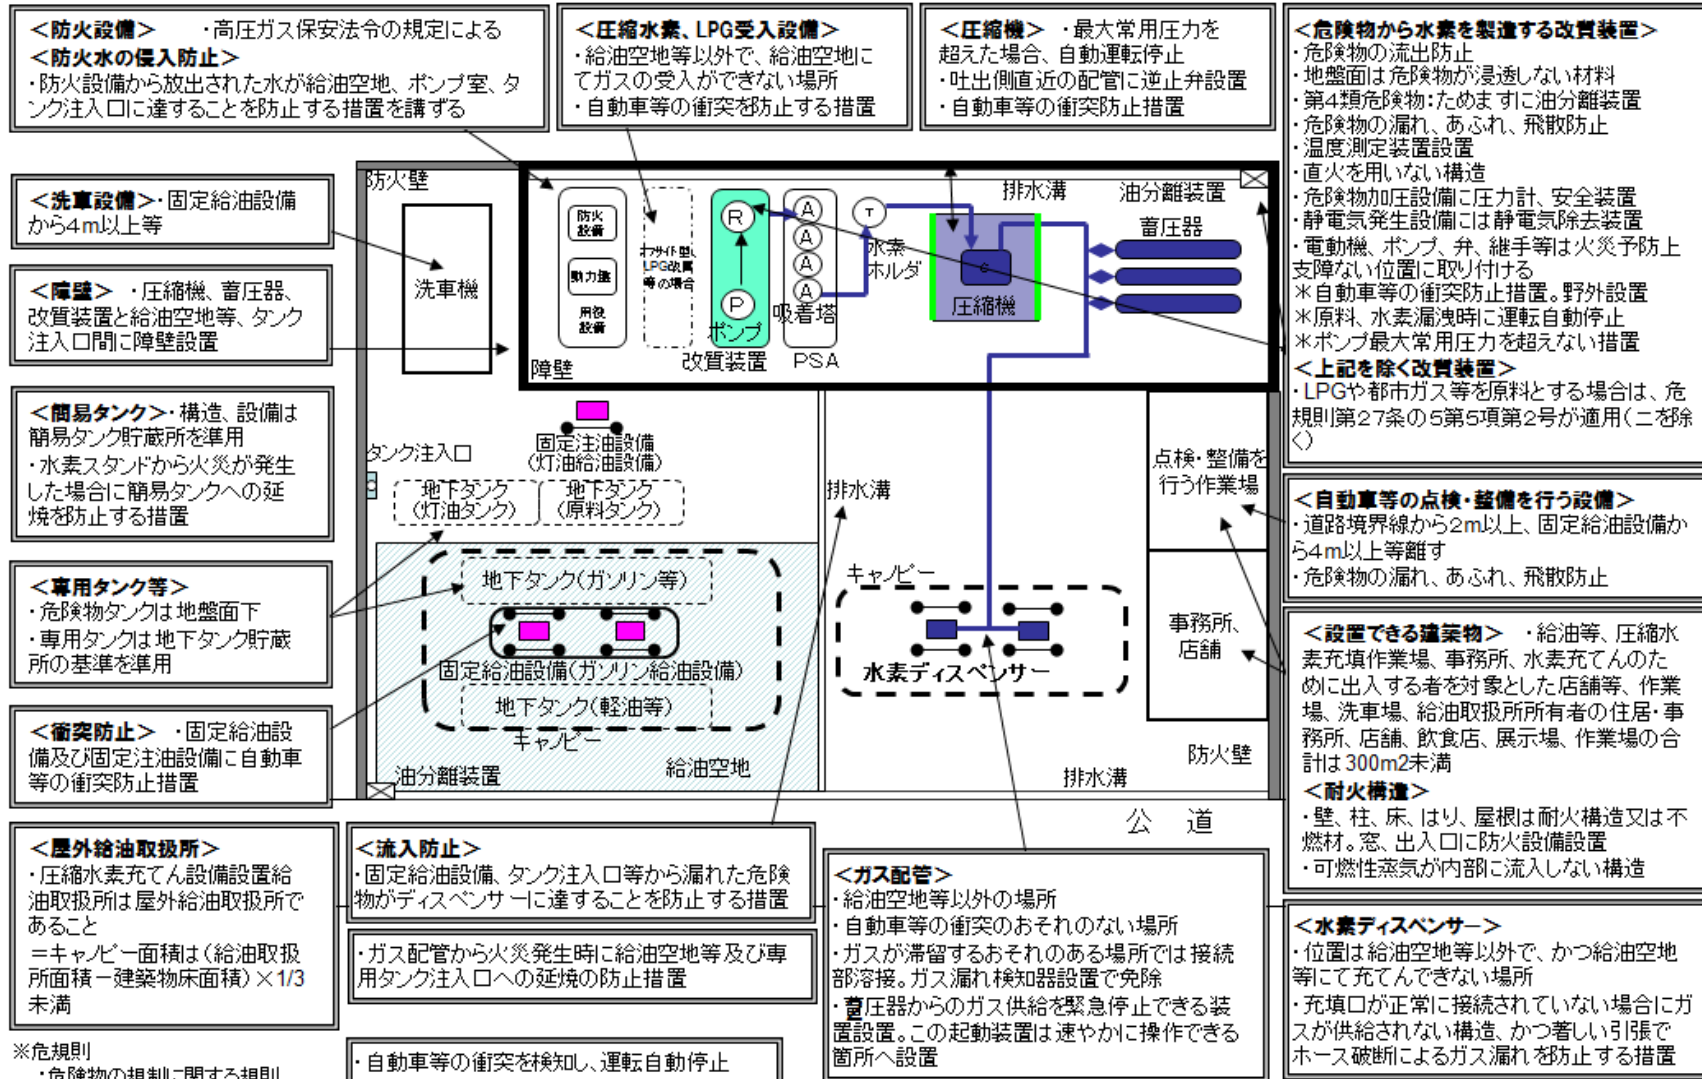 ＜防火設備＞　・高圧ガス保安法令の規定による
＜防火水の侵入防止＞
・防火設備から放出された水が給油空地、ポンプ室、タ
ンク注入口に達することを防止する措置を講ずる
＜圧縮水素、LPG受入設備＞
・給油空地等以外で、給油空地に
てガスの受入ができない場所
・自動車等の衝突を防止する措置
＜圧縮機＞　・最大常用圧力を
超えた場合、自動運転停止
・吐出側直近の配管に逆止弁設置
・自動車等の衝突防止措置
＜危険物から水素を製造する改質装置＞
・危険物の流出防止
・地盤面は危険物が浸透しない材料
・第4類危険物：ためますに油分離装置
・危険物の漏れ、あふれ、飛散防止
・温度測定装置設置
・直火を用いない構造
・危険物加圧設備に圧力計、安全装置
・静電気発生設備には静電気除去装置
・電動機、ポンプ、弁、継手等は火災予防上
支障ない位置に取り付ける
＊自動車等の衝突防止措置。野外設置
＊原料、水素漏洩時に運転自動停止
＊ポンプ最大常用圧力を超えない措置
＜上記を除く改質装置＞
・LPGや都市ガス等を原料とする場合は、危
規則第27条の5第5項第2号が適用（ニを除
く）
＜洗車設備＞・固定給油設備
から4m以上等
＜障壁＞　・圧縮機、蓄圧器、
改質装置と給油空地等、タンク
注入口間に障壁設置
＜簡易タンク＞・構造、設備は
簡易タンク貯蔵所を準用
・水素スタンドから火災が発生
した場合に簡易タンクへの延
焼を防止する措置
＜専用タンク等＞
・危険物タンクは地盤面下
・専用タンクは地下タンク貯蔵
所の基準を準用
＜衝突防止＞　・固定給油設
備及び固定注油設備に自動車
等の衝突防止措置
防火壁
洗車機
防火
設備
動力盤
用役
設備
オフサイト型、
LPG改質
等の場合
R
P
ポンプ
改質装置
A
A
A
A
吸着塔
PSA
T
水素
ホルダ
C
圧縮機
排水溝
油分離装置
蓄圧器
障壁
固定注油設備
（灯油給油設備）
タンク注入口
地下タンク
（灯油タンク）
地下タンク
（原料タンク）
排水溝
点検・整備を
行う作業場
地下タンク（ガソリン等）
固定給油設備（ガソリン給油設備）
地下タンク（軽油等）
キャノピー
油分離装置
給油空地
キャノピー
水素ディスペンサー
事務所、
店舗
防火壁
排水溝
公　道
＜自動車等の点検・整備を行う設備＞
・道路境界線から2m以上、固定給油設備か
ら4m以上等離す
・危険物の漏れ、あふれ、飛散防止
＜設置できる建築物＞　・給油等、圧縮水
素充填作業場、事務所、水素充てんのた
めに出入する者を対象とした店舗等、作業
場、洗車場、給油取扱所所有者の住居・事
務所、店舗、飲食店、展示場、作業場の合
計は300m2未満
＜耐火構造＞
・壁、柱、床、はり、屋根は耐火構造又は不
燃材。窓、出入口に防火設備設置
・可燃性蒸気が内部に流入しない構造
＜屋外給油取扱所＞
・圧縮水素充てん設備設置給
油取扱所は屋外給油取扱所で
あること
＝キャノピー面積は（給油取扱
所面積－建築物床面積）×1/3
未満
＜流入防止＞
・固定給油設備、タンク注入口等から漏れた危険
物がディスペンサーに達することを防止する措置
・ガス配管から火災発生時に給油空地等及び専
用タンク注入口への延焼の防止措置
・自動車等の衝突を検知し、運転自動停止
＜ガス配管＞
・給油空地等以外の場所
・自動車等の衝突のおそれのない場所
・ガスが滞留するおそれのある場所では接続
部溶接。ガス漏れ検知器設置で免除
・蓄圧器からのガス供給を緊急停止できる装
置設置。この起動装置は速やかに操作できる
箇所へ設置
＜水素ディスペンサー＞
・位置は給油空地等以外で、かつ給油空地
等にて充てんできない場所
・充填口が正常に接続されていない場合にガ
スが供給されない構造、かつ著しい引張で
ホース破断によるガス漏れを防止する措置
※危規則
・危険物の規制に関する規則